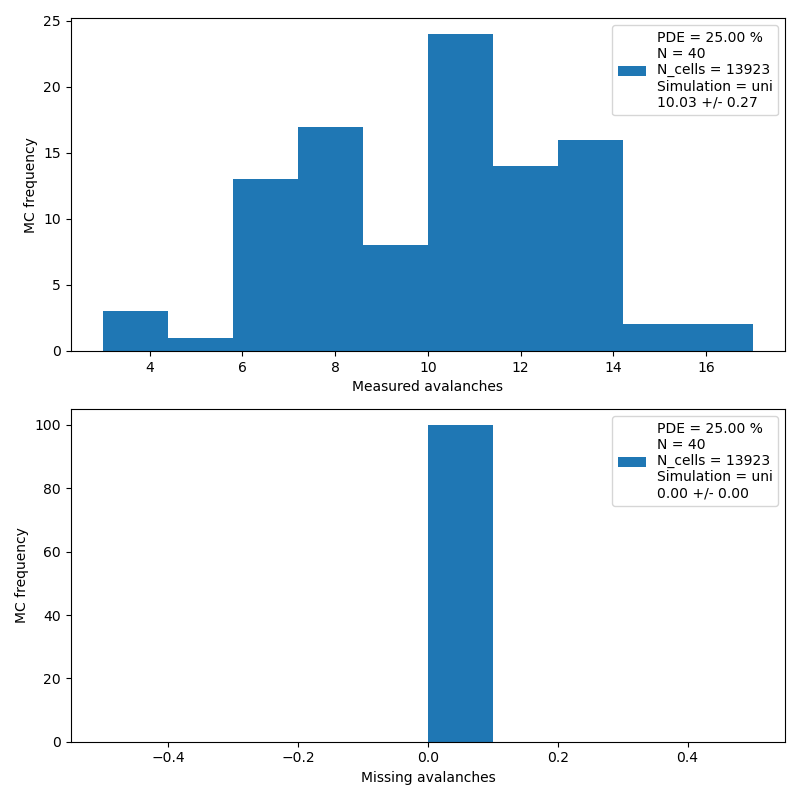 25
20
15
10
5
0
MC frequency
PDE = 25.00 %
N = 40
N_cells = 13923
Simulation = uni
10.03 +/- 0.27
4 6 8 10 12 14 16
Measured avalanches
100
80
60
40
20
0
MC frequency
PDE = 25.00 %
N = 40
N_cells = 13923
Simulation = uni
0.00 +/- 0.00
−0.4 −0.2 0.0 0.2 0.4
Missing avalanches